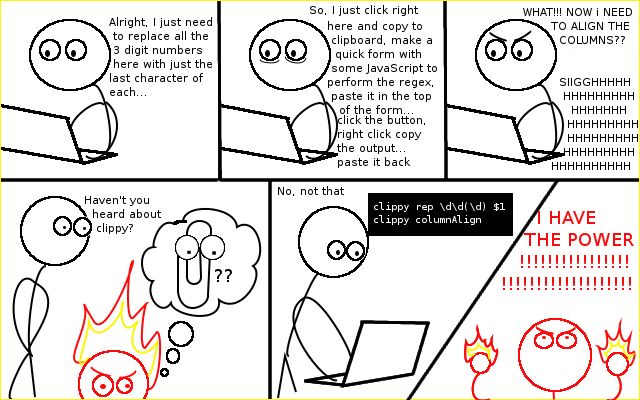 Alright, I just need
to replace all the
3 digit numbers
here with just the
last character of
each...
So, I just click right
here and copy to
clipboard, make a
quick form with
some JavaScript to
perform the regex,
paste it in the top
of the form...
click the button,
right click copy
the output...
paste it back
WHAT!!! NOW i NEED
TO ALIGN THE
COLUMNS??
SIIGGHHHHH
HHHHHHHHH
HHHHHHH
HHHHHHHHH
HHHHHHHHH
HHHHHHHHH
HHHHHHHHHH
Haven't you
heard about
clippy?
??
No, not that
clippy rep \d\d(\d) $1
clippy columnAlign
I HAVE
THE POWER
!!!!!!!!!!!!!!!!
!!!!!!!!!!!!!!!!!!!